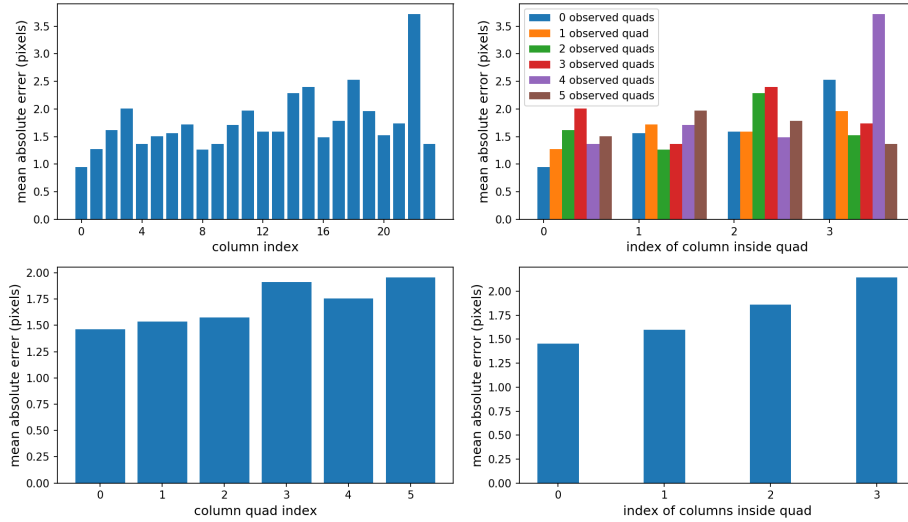 mean absolute errer (pixels)
3.5
3.0
2.5
2.0
1.5
1.0
0.5
0.0
0 4 8 12 16 20
column index
mean absolute error (pixels)
3.5
3.0
2.5
2.0
1.5
1.0
0.5
0.0
0 observed quads
1 observed quad
2 observed quads
3 observed quads
4 observed quads
5 observed quads
0 1 2 3
index of column inside quad
mean absolute errer (pixels)
2.00
1.75
1.50
1.25
1.00
0.75
0.50
0.25
0.00
0 1 2 3 4 5
column quad index
mean absolute error (pixels)
2.00
1.75
1.50
1.25
1.00
0.75
0.50
0.25
0.00
0 1 2 3
index of columns inside quad